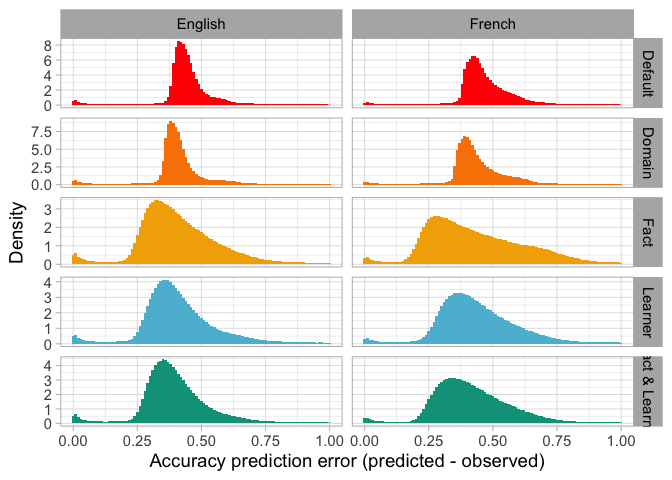 English French
Density
8
6
4
2
0
Default
7.5
5.0
2.5
0.0
Domain
3
2
1
0
Fact
4
3
2
1
0
Learner
4
3
2
1
0
act & Learn
0.00 0.25 0.50 0.75 1.00 0.00 0.25 0.50 0.75 1.00
Accuracy prediction error (predicted - observed)